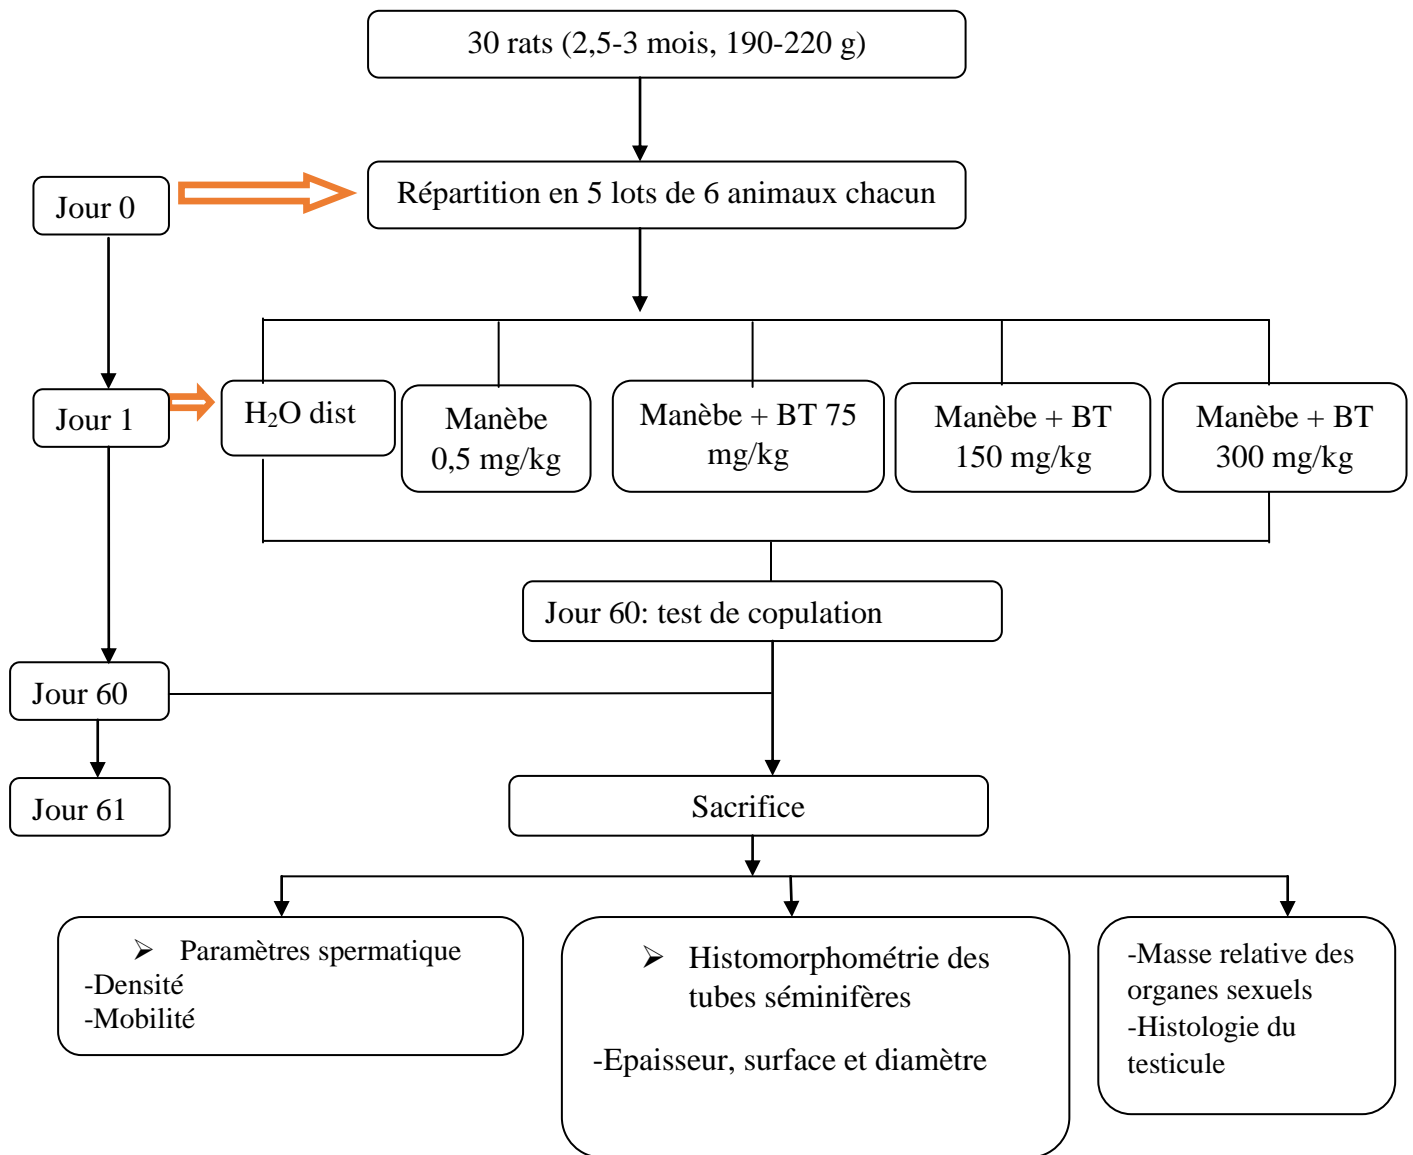 30 rats (2,5-3 mois, 190-220 g)
Jour 0
Répartition en 5 lots de 6 animaux chacun
Jour 1
H₂O dist
Manèbe
0,5 mg/kg
Manèbe + BT 75
mg/kg
Manèbe + BT
150 mg/kg
Manèbe + BT
300 mg/kg
Jour 60: test de copulation
Jour 60
Jour 61
Sacrifice
➢ Paramètres spermatique
-Densité
-Mobilité
➢ Histomorphométrie des
tubes séminifères
-Epaisseur, surface et diamètre
-Masse relative des
organes sexuels
-Histologie du
testicule